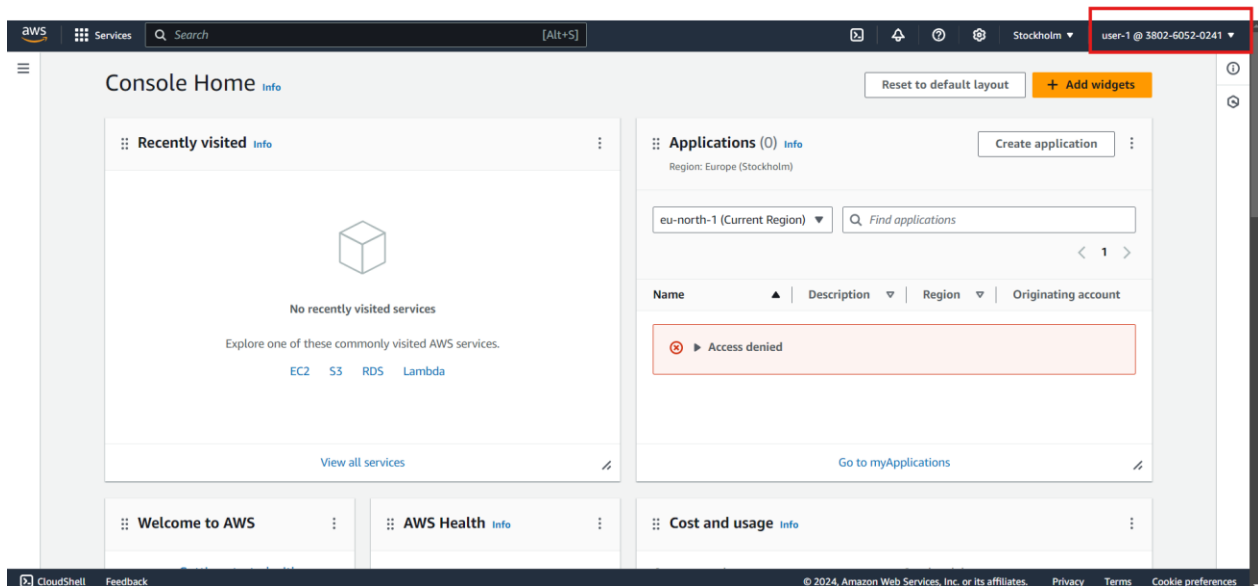 aws Services Search [Alt+S] Stockholm user-1 @ 3802-6052-0241
Console Home Info
Reset to default layout + Add widgets
Recently visited Info
No recently visited services
Explore one of these commonly visited AWS services.
EC2 S3 RDS Lambda
View all services
Applications (0) Info
Create application
Region: Europe (Stockholm)
eu-north-1 (Current Region) Find applications
1
Name Description Region Originating account
Access denied
Go to myApplications
Welcome to AWS
AWS Health Info
Cost and usage Info
CloudShell Feedback © 2024, Amazon Web Services, Inc. or its affiliates. Privacy Terms Cookie preferences